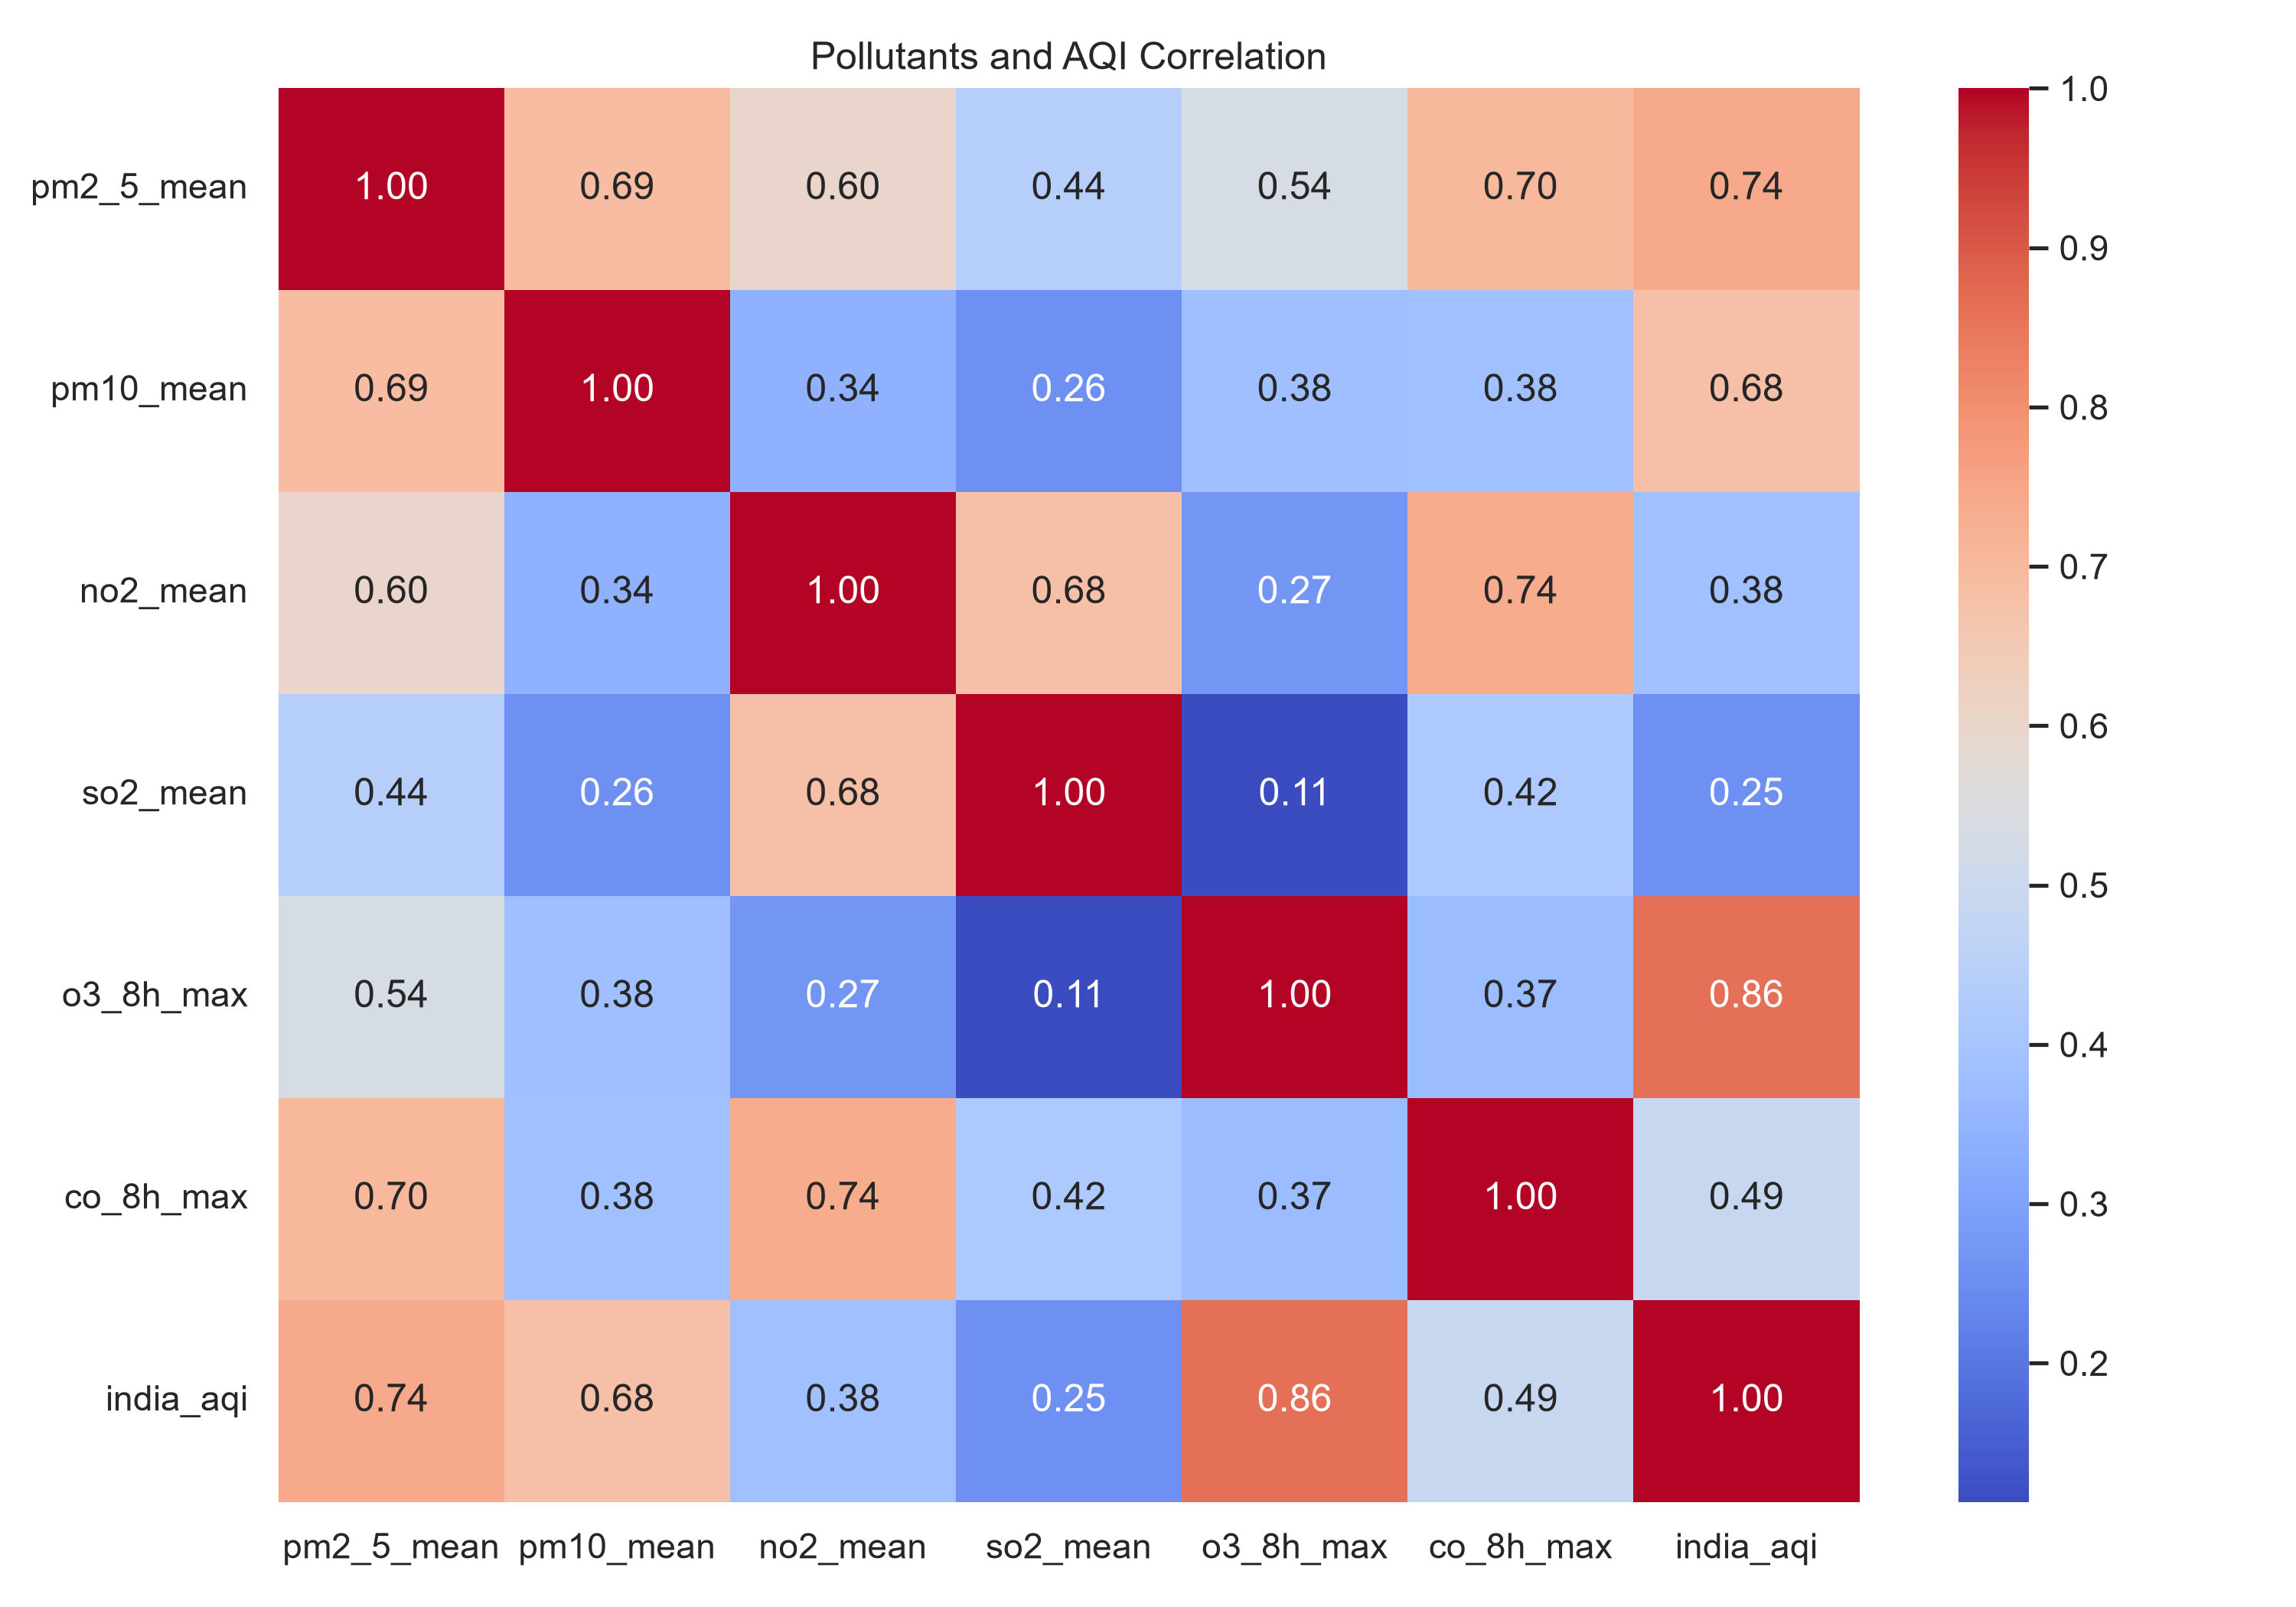 Pollutants and AQI Correlation
pm2_5_mean 1.00 0.69 0.60 0.44 0.54 0.70 0.74
pm10_mean 0.69 1.00 0.34 0.26 0.38 0.38 0.68
no2_mean 0.60 0.34 1.00 0.68 0.27 0.74 0.38
so2_mean 0.44 0.26 0.68 1.00 0.11 0.42 0.25
o3_8h_max 0.54 0.38 0.27 0.11 1.00 0.37 0.86
co_8h_max 0.70 0.38 0.74 0.42 0.37 1.00 0.49
india_aqi 0.74 0.68 0.38 0.25 0.86 0.49 1.00
pm2_5_mean pm10_mean no2_mean so2_mean o3_8h_max co_8h_max india_aqi
1.0
0.9
0.8
0.7
0.6
0.5
0.4
0.3
0.2